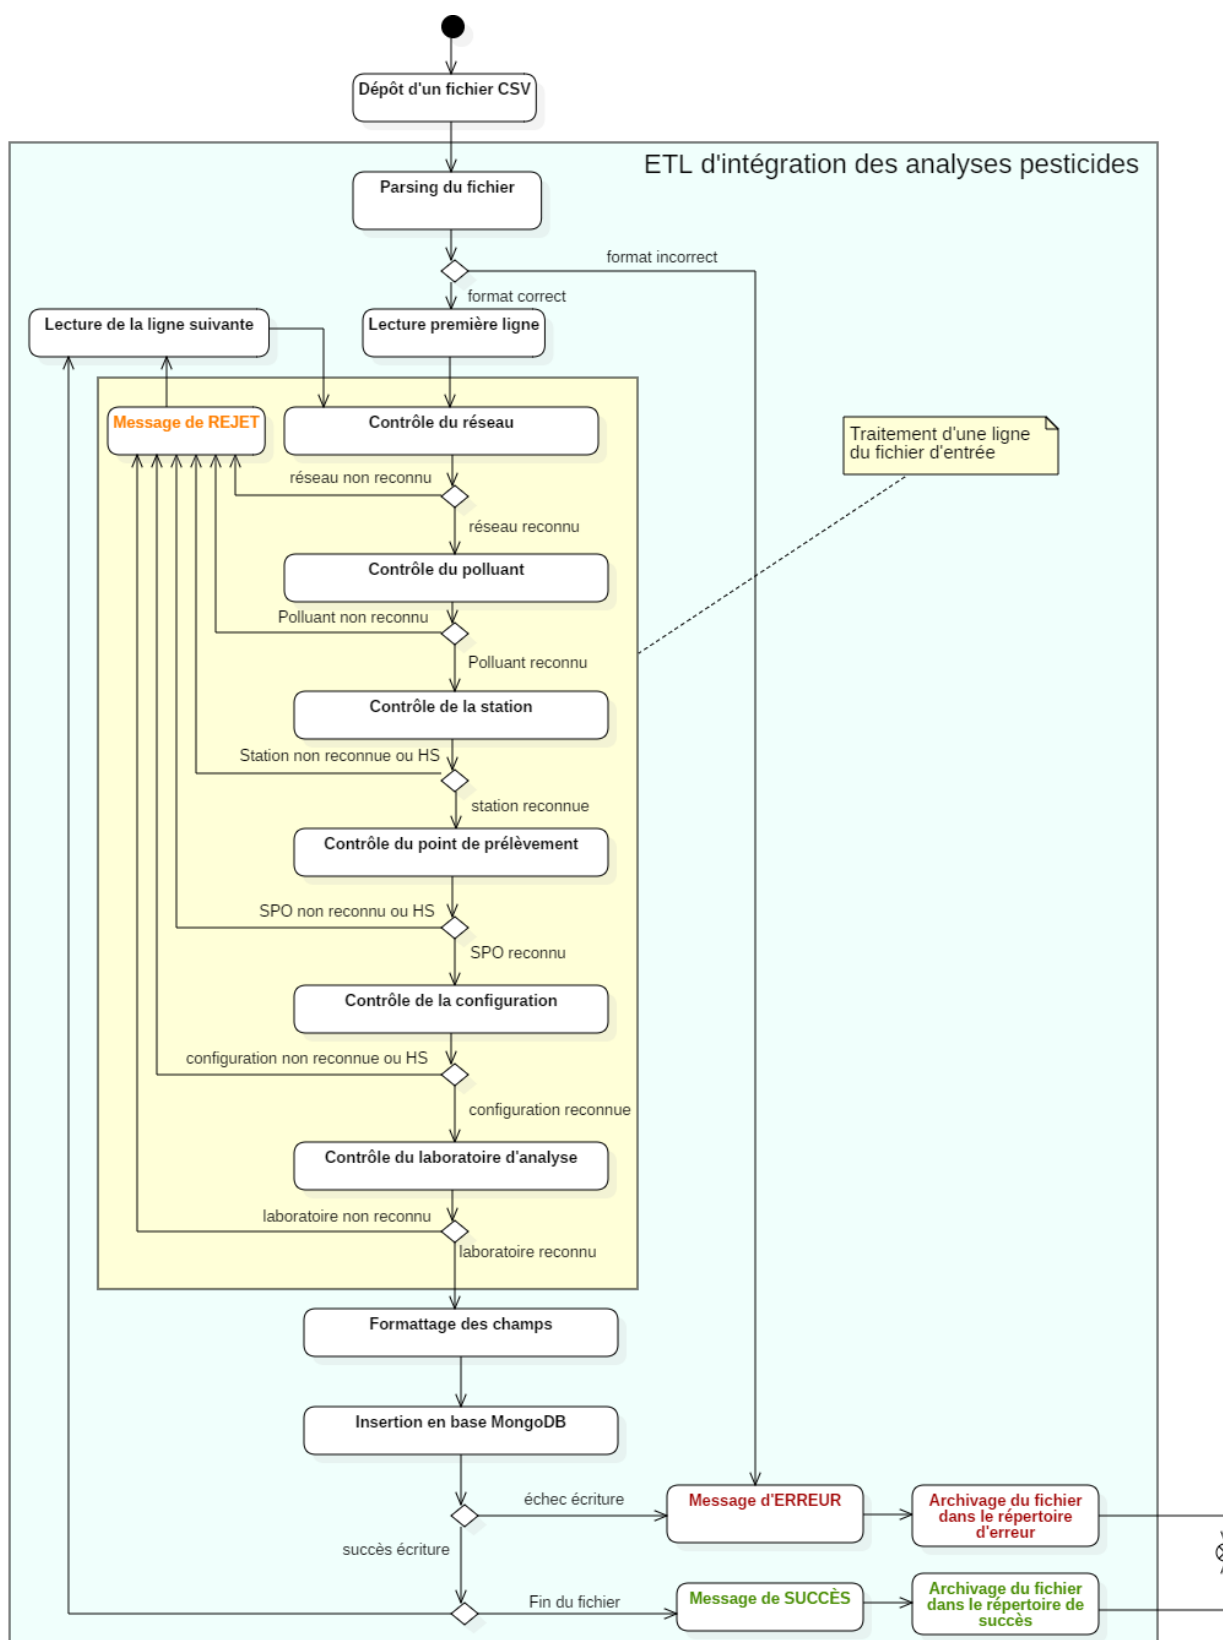 Dépôt d'un fichier CSV
ETL d'intégration des analyses pesticides
Parsing du fichier
format incorrect
format correct
Lecture de la ligne suivante
Lecture première ligne
Message de REJET
Contrôle du réseau
Traitement d'une ligne
du fichier d'entrée
réseau non reconnu
réseau reconnu
Contrôle du polluant
Polluant non reconnu
Polluant reconnu
Contrôle de la station
Station non reconnue ou HS
station reconnue
Contrôle du point de prélèvement
SPO non reconnu ou HS
SPO reconnu
Contrôle de la configuration
configuration non reconnue ou HS
configuration reconnue
Contrôle du laboratoire d'analyse
laboratoire non reconnu
laboratoire reconnu
Formattage des champs
Insertion en base MongoDB
échec écriture
Message d'ERREUR
Archivage du fichier
dans le répertoire
d'erreur
succès écriture
Fin du fichier
Message de SUCCÈS
Archivage du fichier
dans le répertoire de
succès